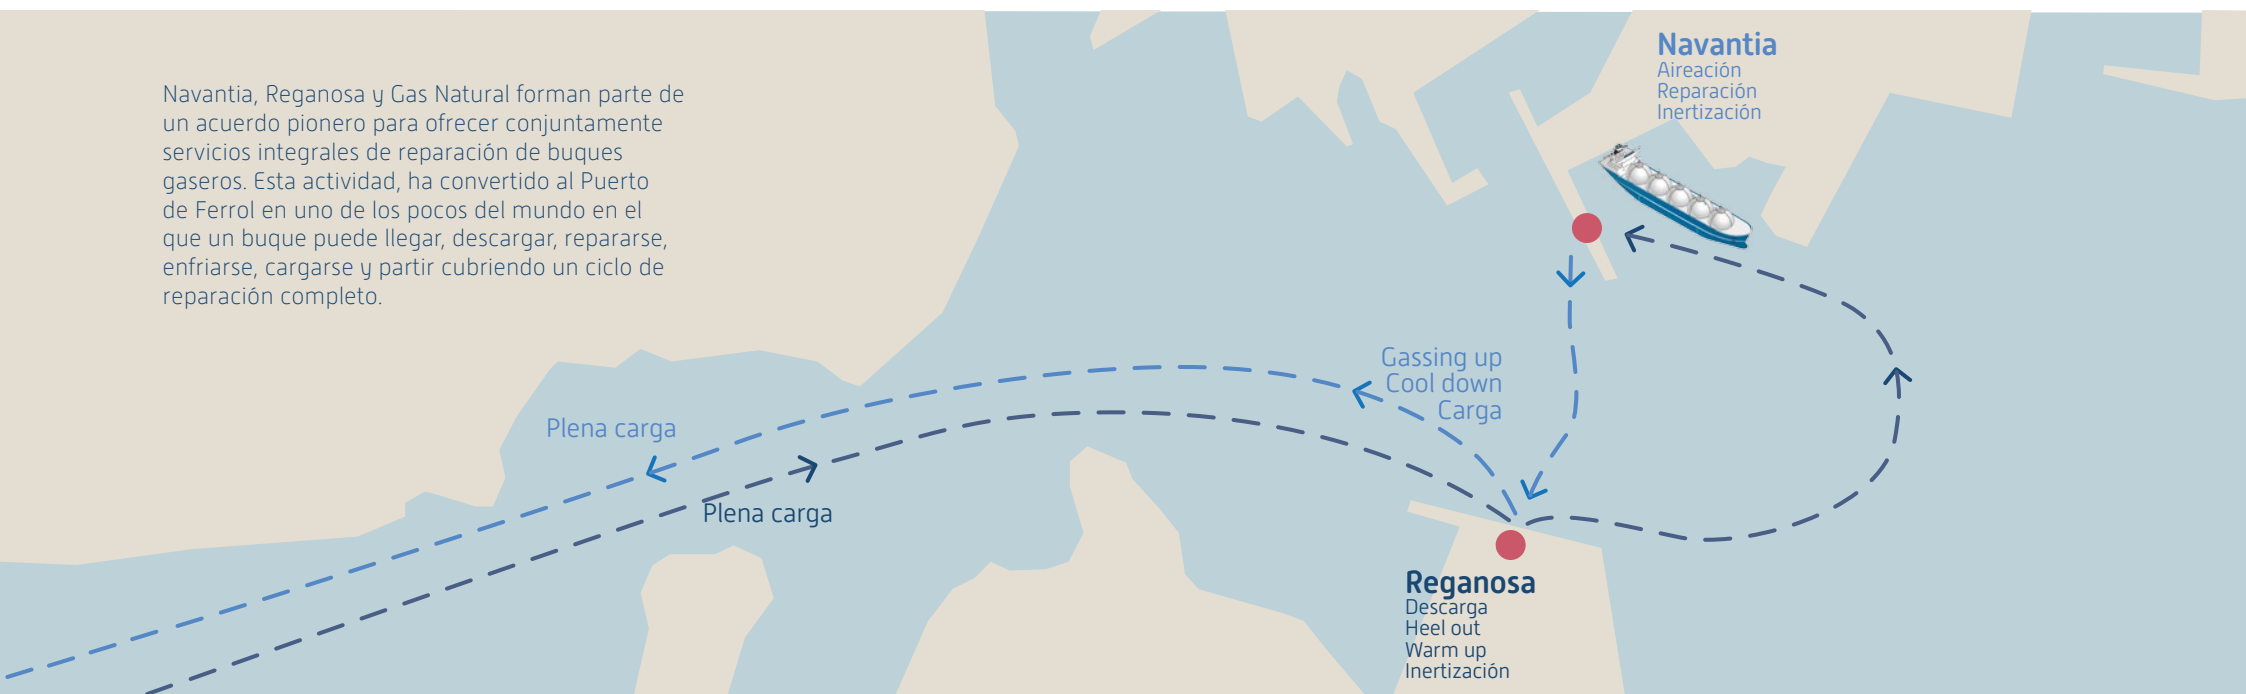 Navantia, Reganosa y Gas Natural forman parte de
un acuerdo pionero para ofrecer conjuntamente
servicios integrales de reparación de buques
gaseros. Esta actividad, ha convertido al Puerto
de Ferrol en uno de los pocos del mundo en el
que un buque puede llegar, descargar, repararse,
enfriarse, cargarse y partir cubriendo un ciclo de
reparación completo.
Navantia
Aireación
Reparación
Inertización
Gassing up
Cool down
Carga
Plena carga
Plena carga
Reganosa
Descarga
Heel out
Warm up
Inertización